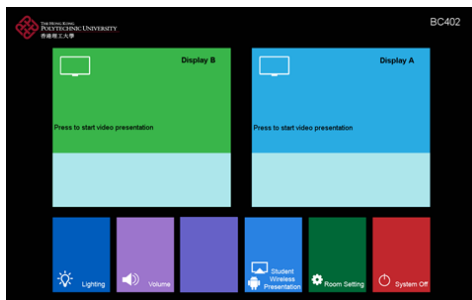 THE HONG KONG
POLYTECHNIC UNIVERSITY
香港理工大學
BC402
Display B
Press to start video presentation
Display A
Press to start video presentation
Lighting
Volume
Student
Wireless
Presentation
Room Setting
System Off